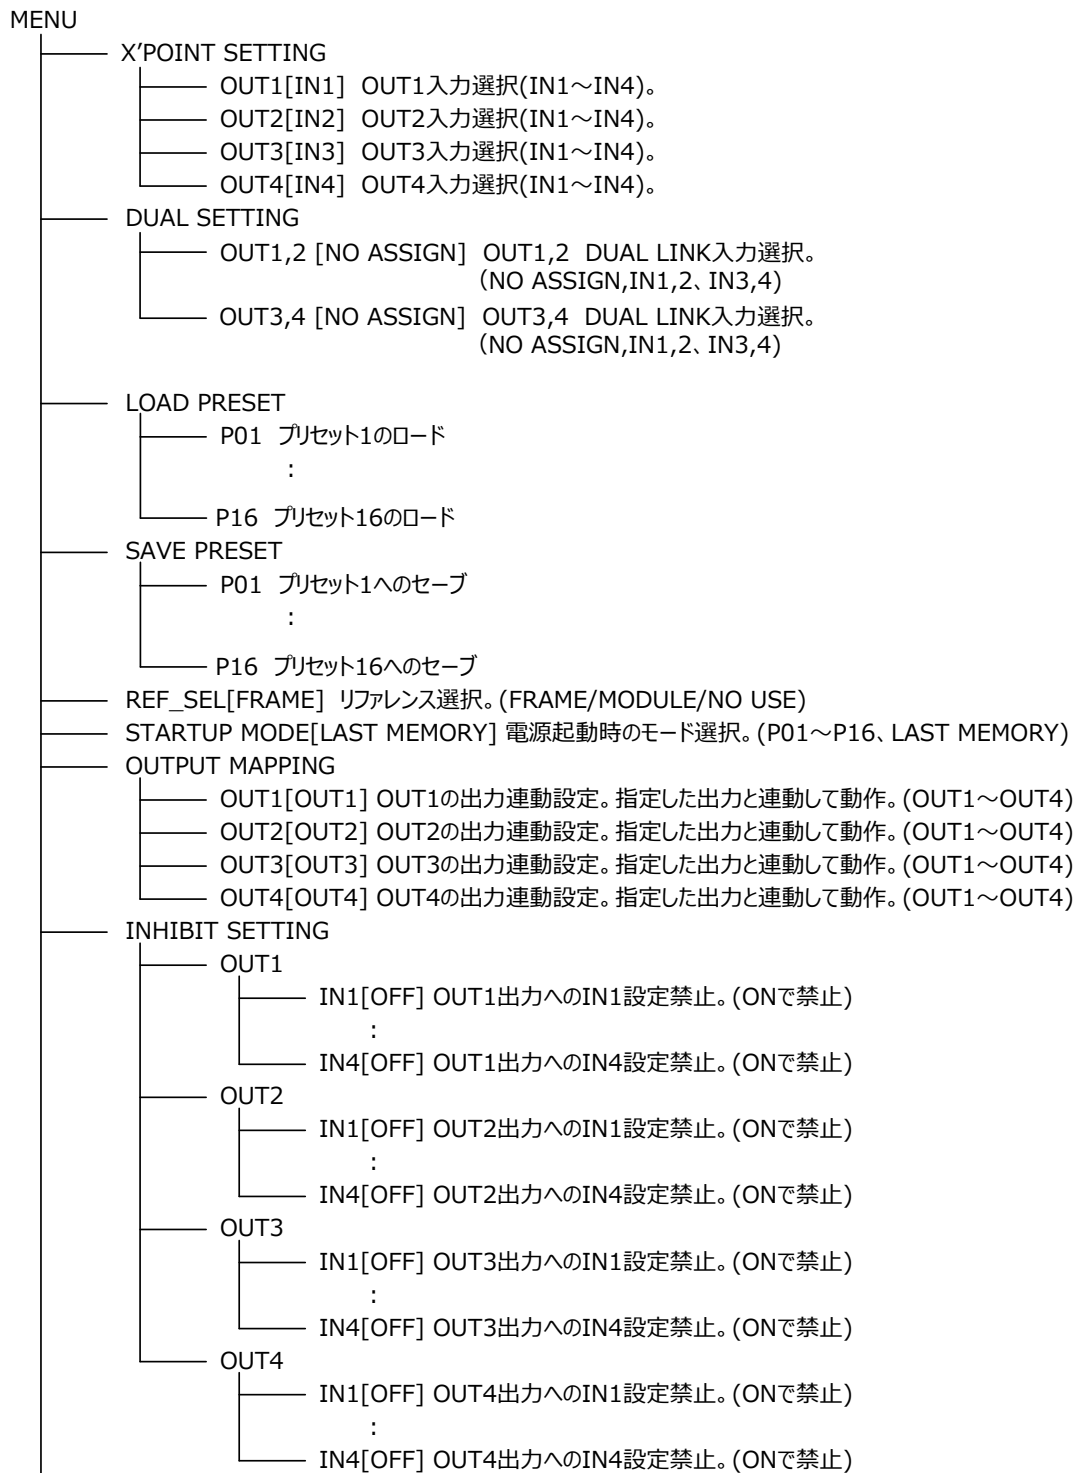 MENU
X’POINT SETTING
OUT1[IN1] OUT1入力選択(IN1～IN4)。
OUT2[IN2] OUT2入力選択(IN1～IN4)。
OUT3[IN3] OUT3入力選択(IN1～IN4)。
OUT4[IN4] OUT4入力選択(IN1～IN4)。
DUAL SETTING
OUT1,2 [NO ASSIGN] OUT1,2 DUAL LINK入力選択。
（NO ASSIGN,IN1,2、IN3,4)
OUT3,4 [NO ASSIGN] OUT3,4 DUAL LINK入力選択。
（NO ASSIGN,IN1,2、IN3,4)
LOAD PRESET
P01 プリセット1のロード
:
P16 プリセット16のロード
SAVE PRESET
P01 プリセット1へのセーブ
:
P16 プリセット16へのセーブ
REF_SEL[FRAME] リファレンス選択。(FRAME/MODULE/NO USE)
STARTUP MODE[LAST MEMORY] 電源起動時のモード選択。(P01～P16、LAST MEMORY)
OUTPUT MAPPING
OUT1[OUT1] OUT1の出力連動設定。指定した出力と連動して動作。(OUT1～OUT4)
OUT2[OUT2] OUT2の出力連動設定。指定した出力と連動して動作。(OUT1～OUT4)
OUT3[OUT3] OUT3の出力連動設定。指定した出力と連動して動作。(OUT1～OUT4)
OUT4[OUT4] OUT4の出力連動設定。指定した出力と連動して動作。(OUT1～OUT4)
INHIBIT SETTING
OUT1
IN1[OFF] OUT1出力へのIN1設定禁止。(ONで禁止)
:
IN4[OFF] OUT1出力へのIN4設定禁止。(ONで禁止)
OUT2
IN1[OFF] OUT2出力へのIN1設定禁止。(ONで禁止)
:
IN4[OFF] OUT2出力へのIN4設定禁止。(ONで禁止)
OUT3
IN1[OFF] OUT3出力へのIN1設定禁止。(ONで禁止)
:
IN4[OFF] OUT3出力へのIN4設定禁止。(ONで禁止)
OUT4
IN1[OFF] OUT4出力へのIN1設定禁止。(ONで禁止)
:
IN4[OFF] OUT4出力へのIN4設定禁止。(ONで禁止)